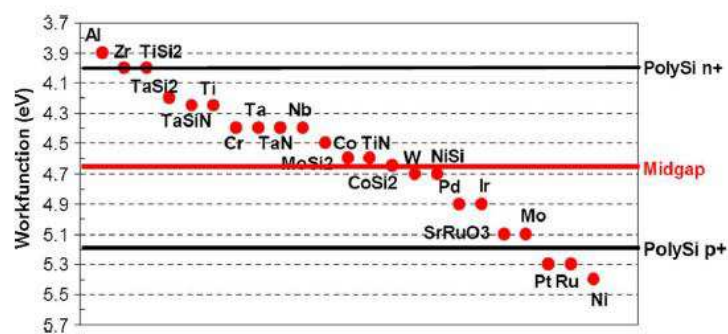 Workfunction (eV)
3.7
3.9
4.1
4.3
4.5
4.7
4.9
5.1
5.3
5.5
5.7
Al
Zr TiSi2
TaSi2
TaSiN
Ti
Cr
Ta
TaN
Nb
MoSi2
Co TiN
CoSi2
W
NiSi
Pd
Ir
SrRuO3
Mo
Pt Ru
Ni
PolySi n+
Midgap
PolySi p+